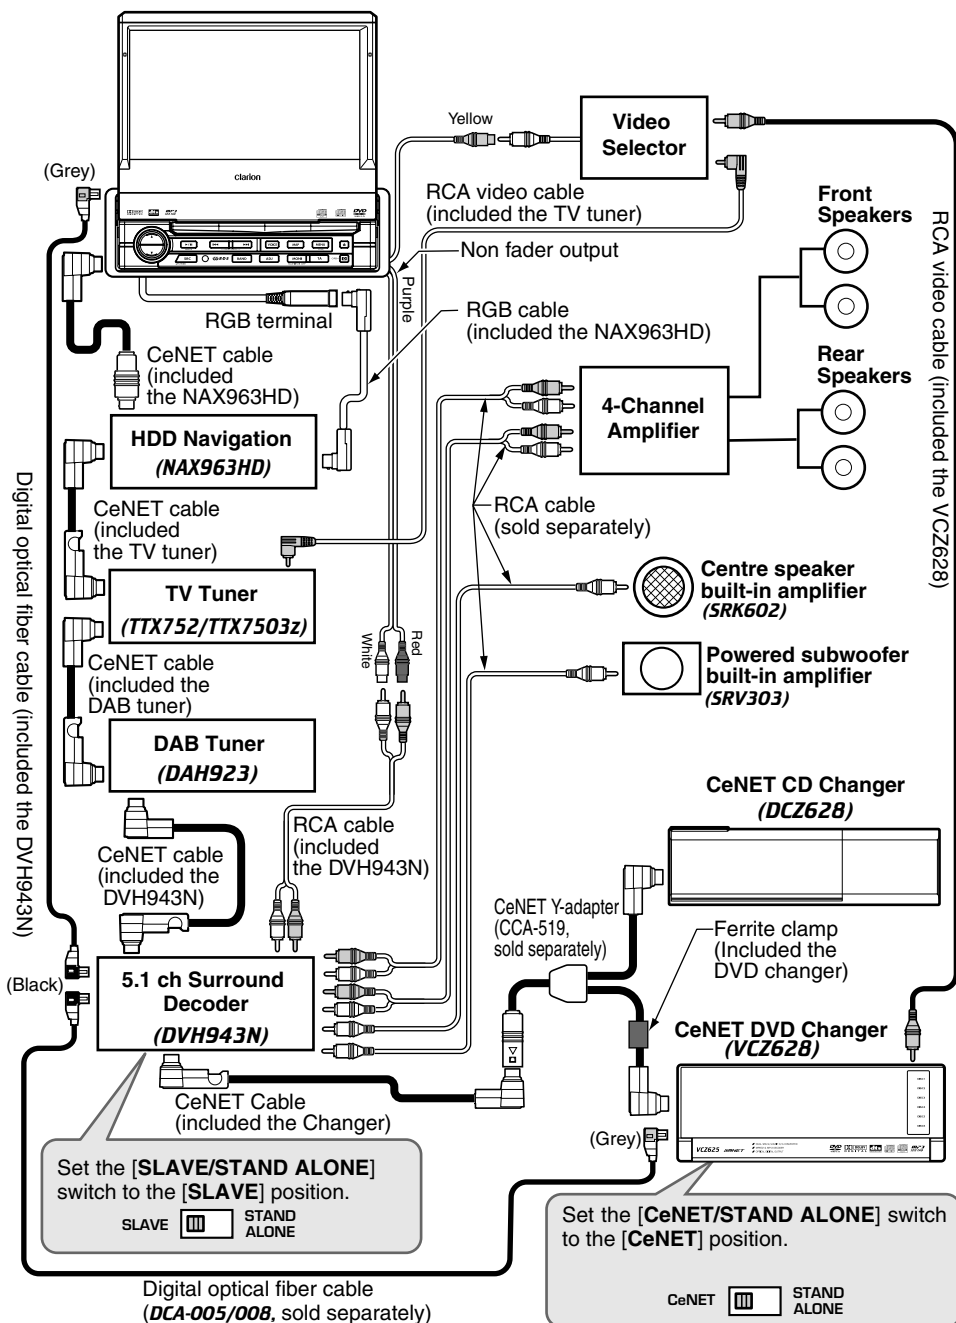 clarion
Yellow
Video
Selector
(Grey)
RCA video cable
(included the TV tuner)
Front
Speakers
Non fader output
Purple
RCA video cable (included the VCZ628)
RGB terminal
RGB cable
(included the NAX963HD)
CeNET cable
(included
the NAX963HD)
Rear
Speakers
4-Channel
Amplifier
HDD Navigation
(NAX963HD)
Digital optical fiber cable (included the DVH943N)
CeNET cable
(included
the TV tuner)
RCA cable
(sold separately)
TV Tuner
(TTX752/TTX7503z)
Centre speaker
built-in amplifier
(SRK602)
White
Red
CeNET cable
(included the
DAB tuner)
Powered subwoofer
built-in amplifier
(SRV303)
DAB Tuner
(DAH923)
CeNET CD Changer
(DCZ628)
RCA cable
(included
the DVH943N)
CeNET cable
(included the
DVH943N)
CeNET Y-adapter
(CCA-519,
sold separately)
Ferrite clamp
(Included the
DVD changer)
(Black)
5.1 ch Surround
Decoder
(DVH943N)
CeNET DVD Changer
(VCZ628)
CeNET Cable
(included the Changer)
(Grey)
VCZ625
Set the [SLAVE/STAND ALONE]
switch to the [SLAVE] position.
SLAVE
STAND
ALONE
Set the [CeNET/STAND ALONE] switch
to the [CeNET] position.
CeNET
STAND
ALONE
Digital optical fiber cable
(DCA-005/008, sold separately)